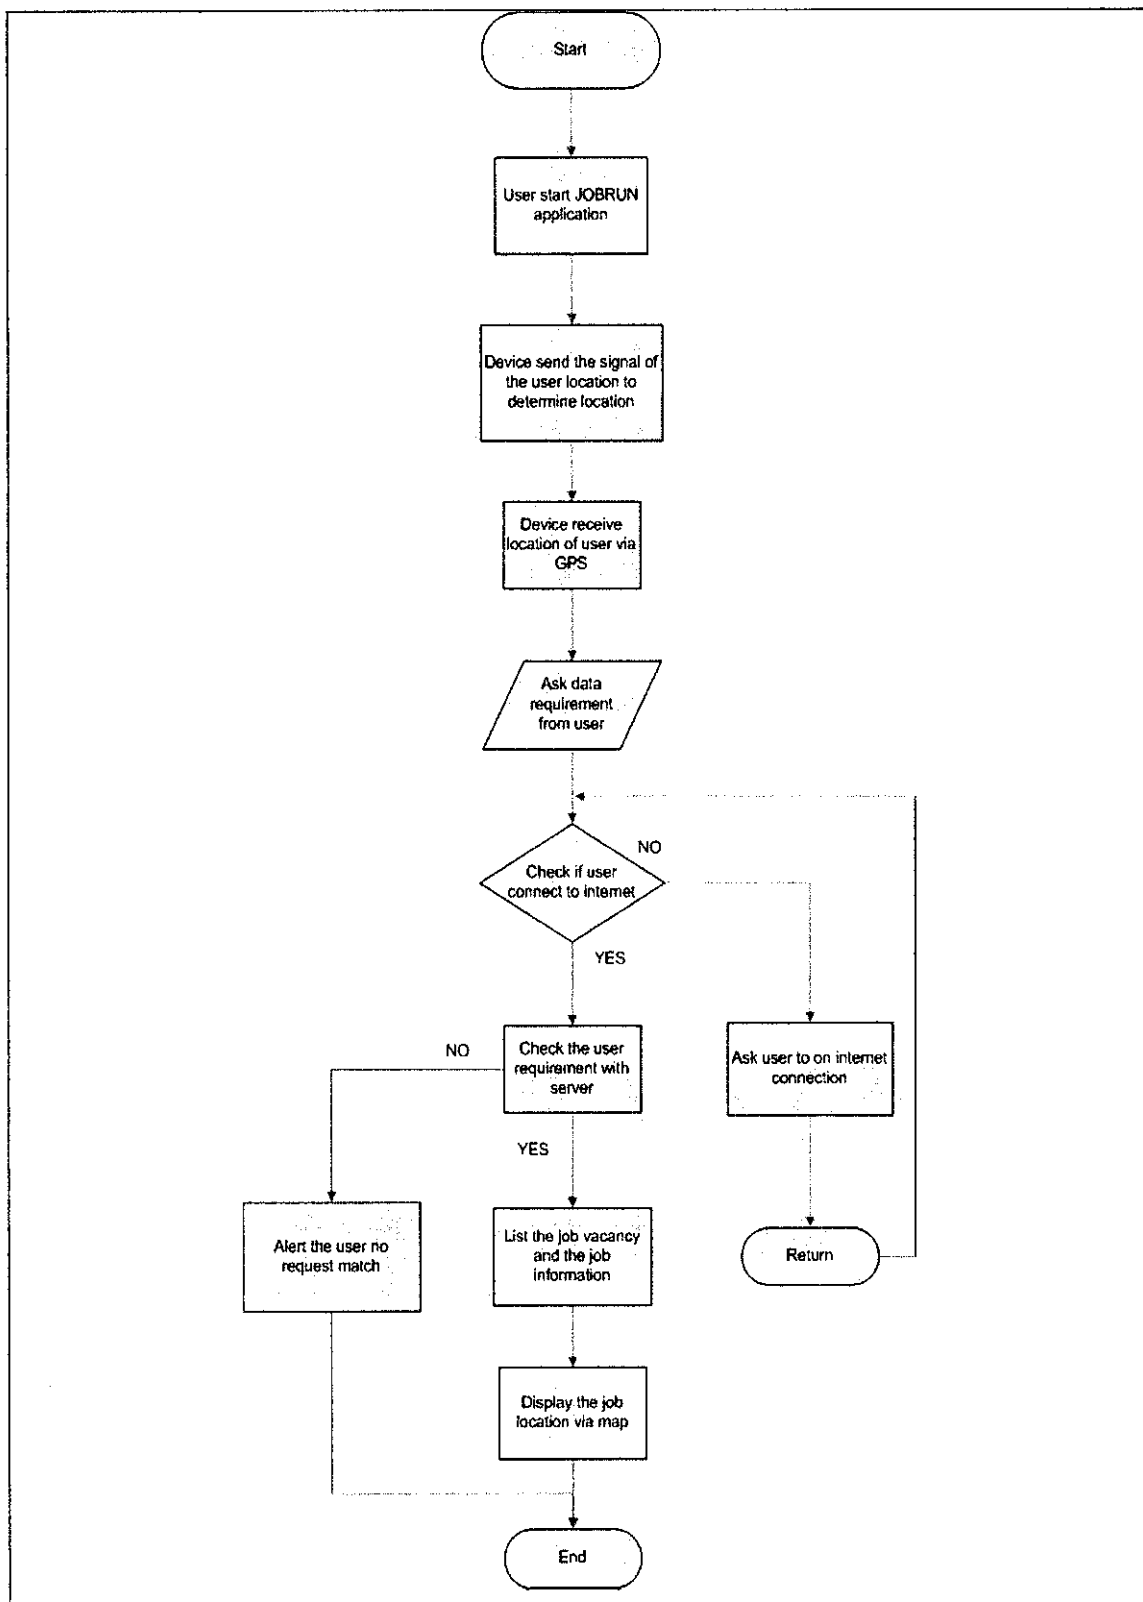 Start
User start JOBRUN
application
Device send the signal of
the user location to
determine location
Device receive
location of user via
GPS
Ask data
requirement
from user
NO
Check if user
connect to internet
YES
NO
Check the user
requirement with
server
Ask user to on internet
connection
YES
Alert the user no
request match
List the job vacancy
and the job
information
Return
Display the job
location via map
End